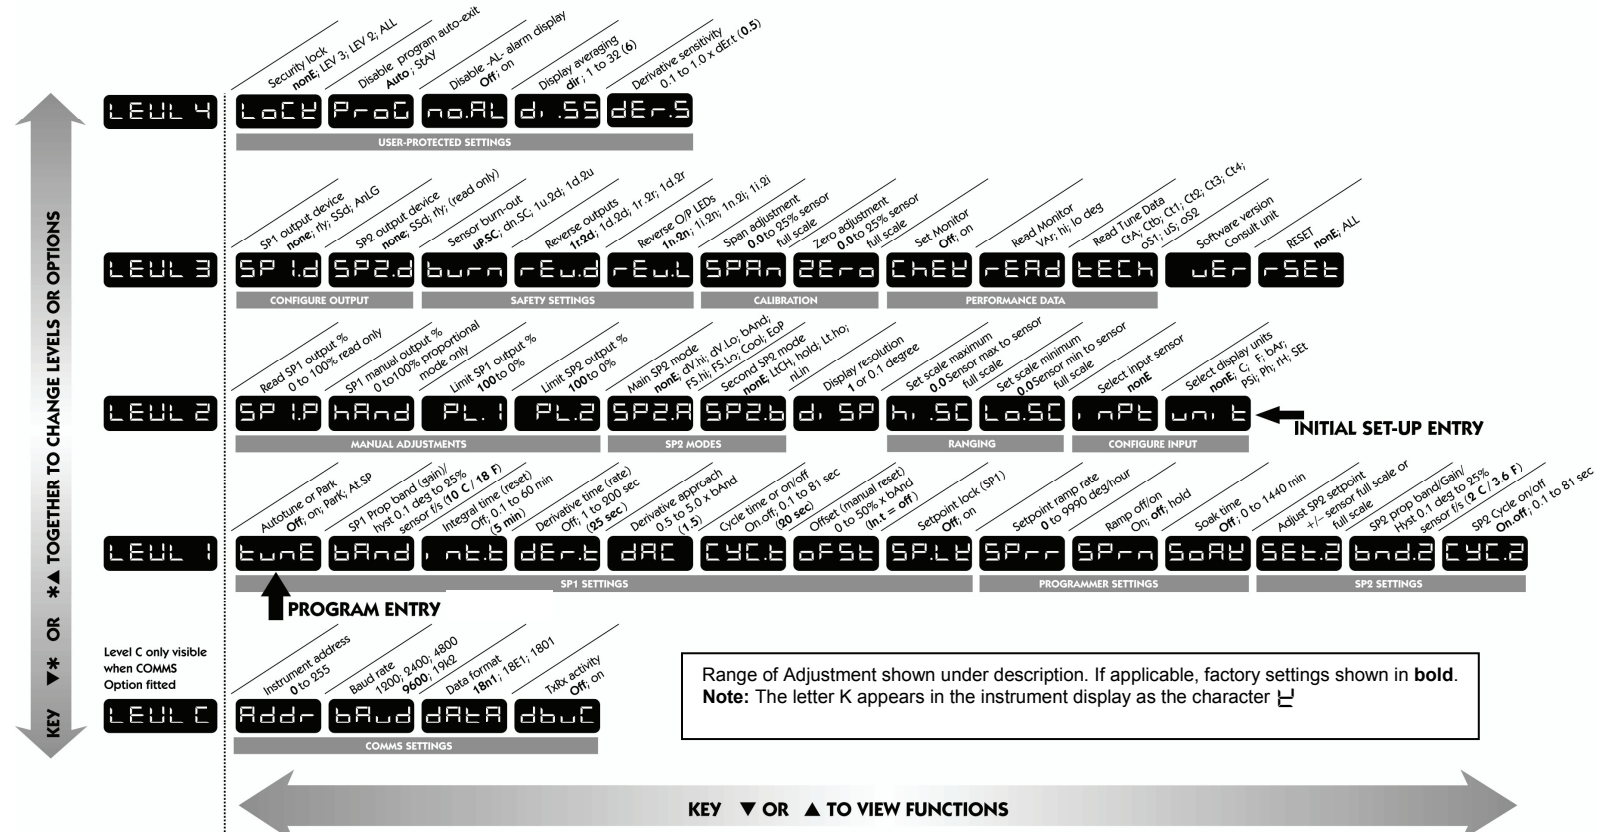 Security lock
nonE; LEV 3; LEV 2; ALL
Disable program auto-exit
Auto; StAY
Disable -AL- alarm display
Off; on
Display averaging
dir; 1 to 32 (6)
Derivative sensitivity
0.1 to 1.0 x dEr.t (0.5)
LEVL 4
LoCK
ProG
no.AL
di.SS
dEr.S
USER-PROTECTED SETTINGS
SP1 output device
none; rly; SSd; AnLG
SP2 output device
none; SSd; rly; (read only)
Sensor burn-out
uP.SC; dn.SC; 1u.2d; 1d.2u
Reverse outputs
1r.2d; 1d.2d; 1r.2r; 1d.2r
Reverse O/P LEDs
1n.2n; 1i.2n; 1n.2i; 1i.2i
Span adjustment
0.0 to 25% sensor
full scale
Zero adjustment
0.0 to 25% sensor
full scale
Set Monitor
Off; on
Read Monitor
VAr; hi; lo deg
Read Tune Data
CtA; Ctb; Ct1; Ct2; Ct3; Ct4;
oS1; uS; oS2
Software version
Consult unit
RESET
nonE; ALL
LEVL 3
SP1.d
SP2.d
burn
rEv.d
rEv.L
SPAn
ZEro
ChEK
rEAd
tECh
vEr
rSEt
CONFIGURE OUTPUT
SAFETY SETTINGS
CALIBRATION
PERFORMANCE DATA
Read SP1 output %
0 to 100% read only
SP1 manual output %
0 to100% proportional
mode only
Limit SP1 output %
100 to 0%
Limit SP2 output %
100 to 0%
Main SP2 mode
nonE; dV.hi; dV.Lo; bAnd;
FS.hi; FS.Lo; Cool; EoP
Second SP2 mode
nonE; LtCH; hold; Lt.ho;
nLin
Display resolution
1 or 0.1 degree
Set scale maximum
0.0 Sensor max to sensor
full scale
Set scale minimum
0.0 Sensor min to sensor
full scale
Select input sensor
nonE
Select display units
nonE; C; F; bAr;
PSi; Ph; rH; SEt
LEVL 2
SP1.P
hAnd
PL.1
PL.2
SP2.A
SP2.b
di SP
hi.SC
Lo.SC
inPt
unit
INITIAL SET-UP ENTRY
MANUAL ADJUSTMENTS
SP2 MODES
RANGING
CONFIGURE INPUT
Autotune or Park
Off; on; ParK; At.SP
SP1 Prop band (gain)/
hyst 0.1 deg to 25%
sensor f/s (10 C / 18 F)
Integral time (reset)
Off; 0.1 to 60 min
(5 min)
Derivative time (rate)
Off; 1 to 200 sec
(25 sec)
Derivative approach
0.5 to 5.0 x bAnd
(1.5)
Cycle time or on/off
On.off; 0.1 to 81 sec
(20 sec)
Offset (manual reset)
0 to 50% x bAnd
(In.t = off)
Setpoint lock (SP1)
Off; on
Setpoint ramp rate
0 to 9990 deg/hour
Ramp off/on
On; off; hold
Soak time
Off; 0 to 1440 min
Adjust SP2 setpoint
+/– sensor full scale or
full scale
SP2 prop band/Gain/
Hyst 0.1 deg to 25%
sensor f/s (2 C / 3.6 F)
SP2 Cycle on/off
On.off; 0.1 to 81 sec
LEVL 1
tunE
bAnd
int.t
dEr.t
dAC
CYC.t
oFSt
SP.LK
SPrr
SPrn
SoAK
SEt.2
bnd.2
CYC.2
SP1 SETTINGS
PROGRAMMER SETTINGS
SP2 SETTINGS
PROGRAM ENTRY
Level C only visible
when COMMS
Option fitted
Instrument address
0 to 255
Baud rate
1200; 2400; 4800
9600; 19k2
Data format
18n1; 18E1; 1801
TxRx activity
Off; on
LEVL C
Addr
bAud
dAtA
dbuG
COMMS SETTINGS
Range of Adjustment shown under description. If applicable, factory settings shown in bold.
Note: The letter K appears in the instrument display as the character
KEY ▼* OR *▲ TOGETHER TO CHANGE LEVELS OR OPTIONS
KEY ▼ OR ▲ TO VIEW FUNCTIONS